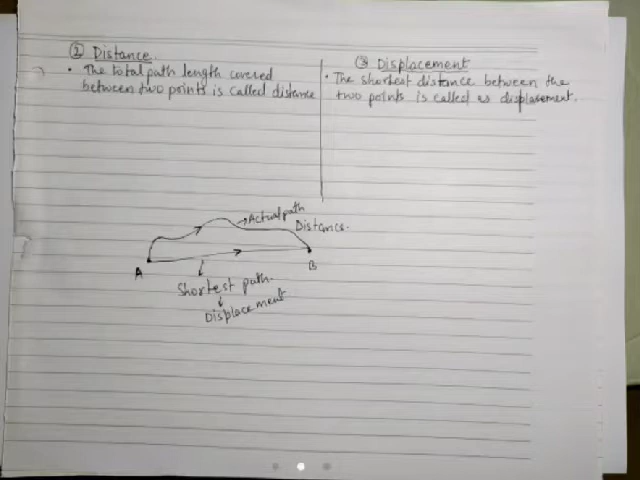 ② Distance.
• The total path length covered
between two points is called distance
③ Displacement
• The shortest distance between the
two points is called as displacement.
Actual path
Distance.
A
B
Shortest path.
Displacement